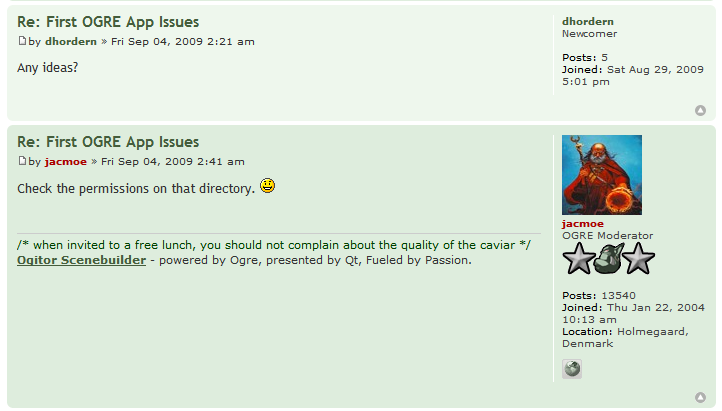 Re: First OGRE App Issues
by dhordern » Fri Sep 04, 2009 2:21 am
Any ideas?
dhordern
Newcomer
Posts: 5
Joined: Sat Aug 29, 2009
5:01 pm
Re: First OGRE App Issues
by jacmoe » Fri Sep 04, 2009 2:41 am
Check the permissions on that directory.
/* when invited to a free lunch, you should not complain about the quality of the caviar */
Ogitor Scenebuilder - powered by Ogre, presented by Qt, Fueled by Passion.
jacmoe
OGRE Moderator
Posts: 13540
Joined: Thu Jan 22, 2004
10:13 am
Location: Holmegaard,
Denmark